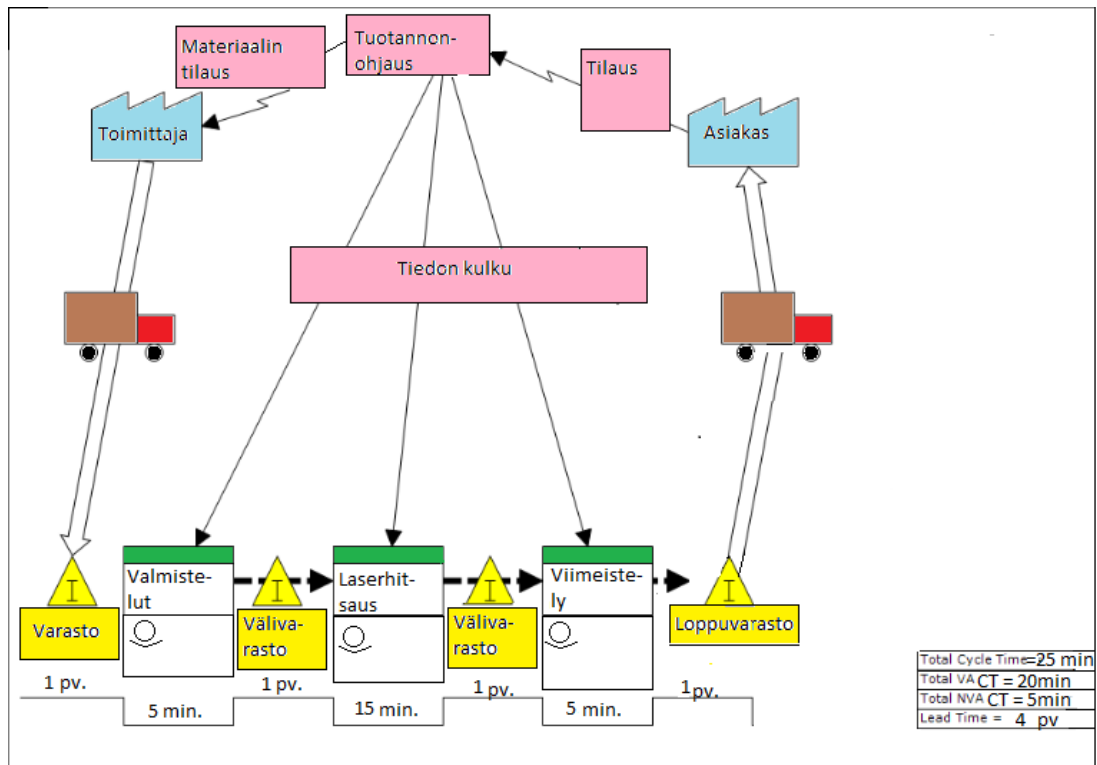 Materiaalin
tilaus
Tuotannon-
ohjaus
Tilaus
Toimittaja
Asiakas
Tiedon kulku
Valmiste-
lut
Laserhit-
saus
Viimeiste-
ly
I
Varasto
I
Väliva-
rasto
I
Väliva-
rasto
I
Loppuvarasto
1 pv.
5 min.
1 pv.
15 min.
1 pv.
5 min.
1 pv.
Total Cycle Time =25 min
Total VA CT = 20min
Total NVA CT = 5min
Lead Time = 4 pv